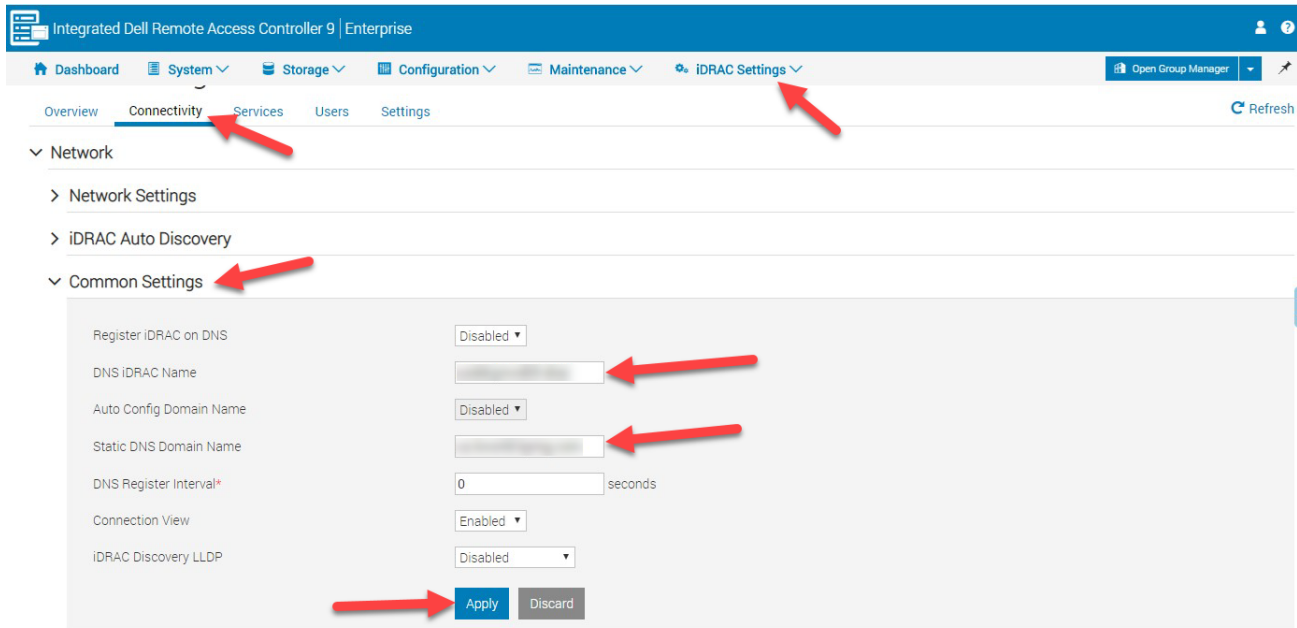 Integrated Dell Remote Access Controller 9 | Enterprise
Dashboard System Storage Configuration Maintenance iDRAC Settings Open Group Manager
Overview Connectivity Services Users Settings Refresh
Network
Network Settings
iDRAC Auto Discovery
Common Settings
Register iDRAC on DNS Disabled
DNS iDRAC Name
Auto Config Domain Name Disabled
Static DNS Domain Name
DNS Register Interval* 0 seconds
Connection View Enabled
iDRAC Discovery LLDP Disabled
Apply Discard